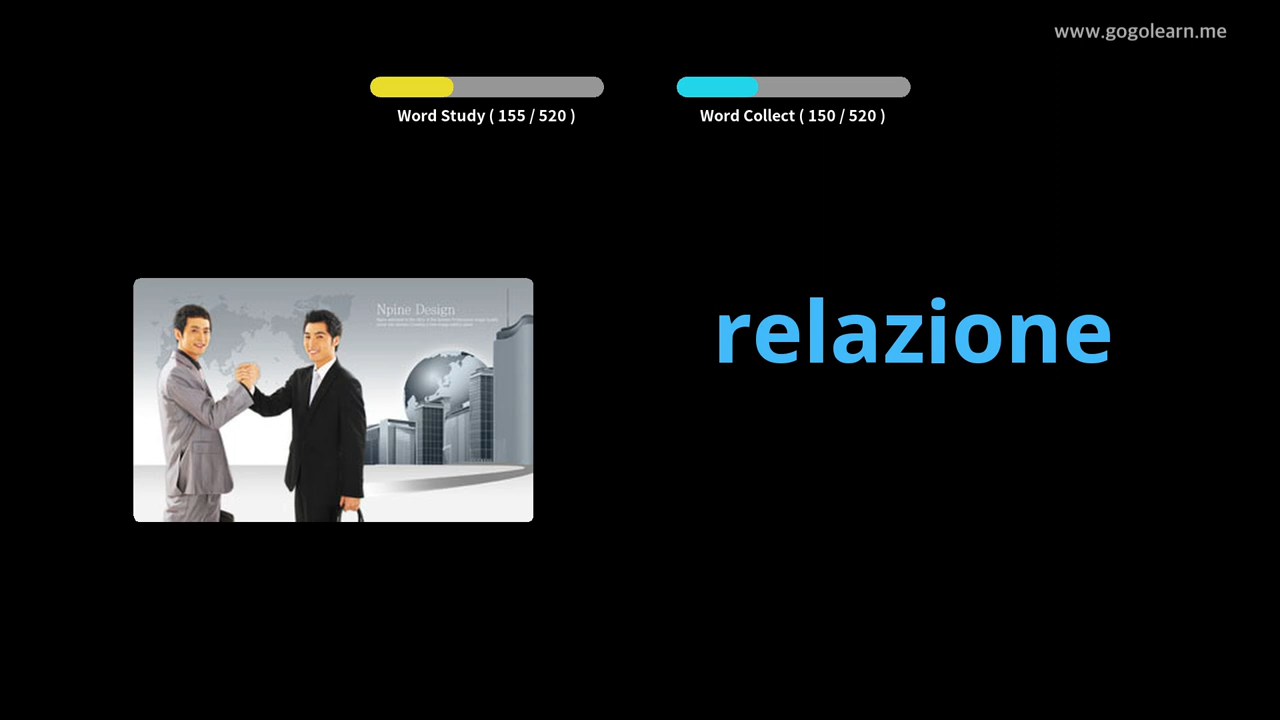 www.gogolearn.me
Word Study ( 155 / 520 )
Word Collect ( 150 / 520 )
Npine Design
relazione